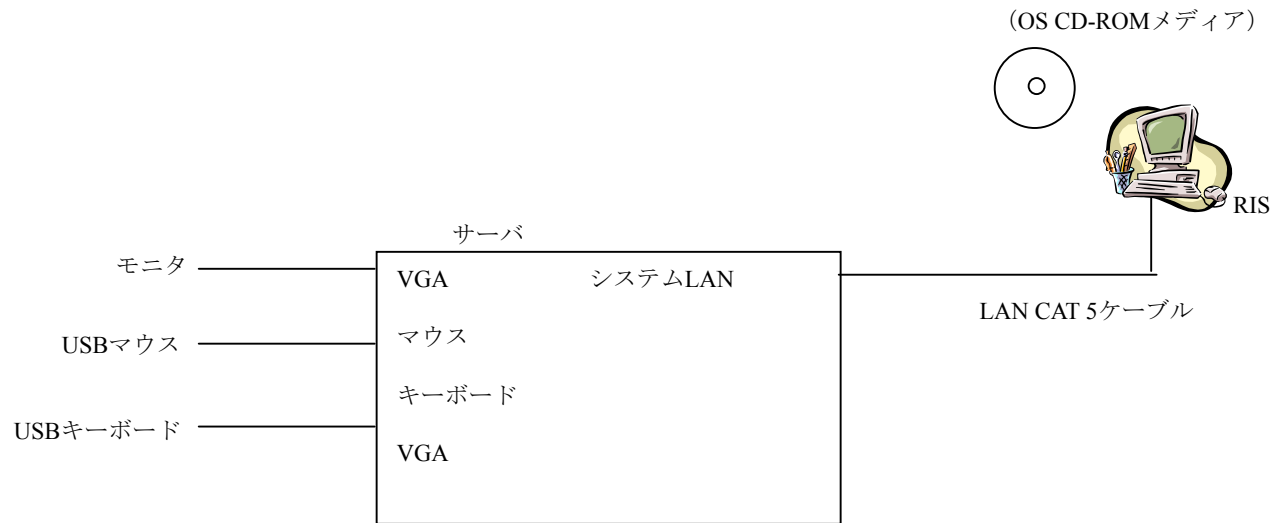 (OS CD-ROMメディア)
RIS
サーバ
モニタ
VGA
システムLAN
LAN CAT 5ケーブル
USBマウス
マウス
キーボード
USBキーボード
VGA